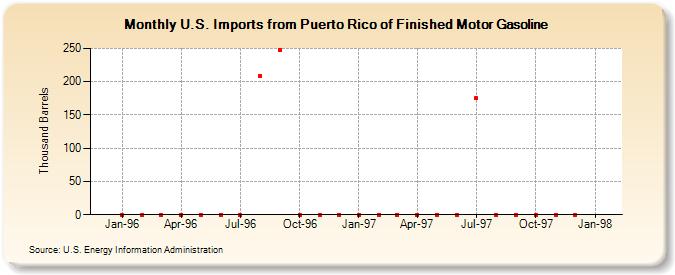 Monthly U.S. Imports from Puerto Rico of Finished Motor Gasoline
Thousand Barrels
250
200
150
100
50
0
Jan-96 Apr-96 Jul-96 Oct-96 Jan-97 Apr-97 Jul-97 Oct-97 Jan-98
Source: U.S. Energy Information Administration